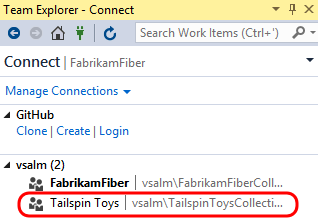 Team Explorer - Connect
Search Work Items (Ctrl+')
Connect | FabrikamFiber
Manage Connections
GitHub
Clone | Create | Login
vsalm (2)
FabrikamFiber | vsalm\FabrikamFiberColl...
Tailspin Toys | vsalm\TailspinToysCollecti...